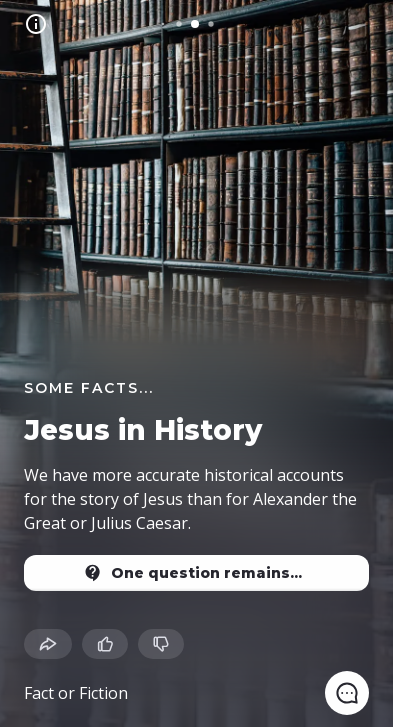 SOME FACTS...
Jesus in History
We have more accurate historical accounts
for the story of Jesus than for Alexander the
Great or Julius Caesar.
One question remains...
Fact or Fiction